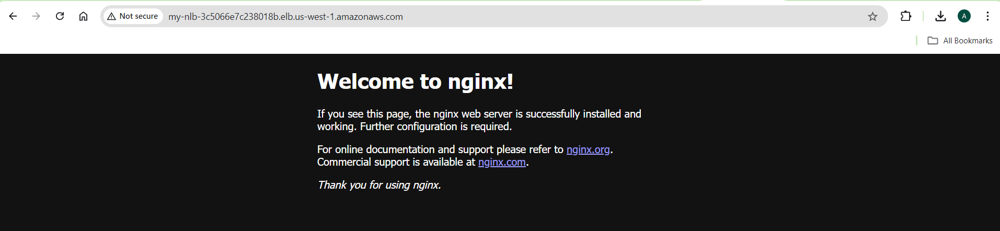 Not secure
my-nlb-3c5066e7c238018b.elb.us-west-1.amazonaws.com
A
All Bookmarks
Welcome to nginx!
If you see this page, the nginx web server is successfully installed and
working. Further configuration is required.
For online documentation and support please refer to nginx.org.
Commercial support is available at nginx.com.
Thank you for using nginx.